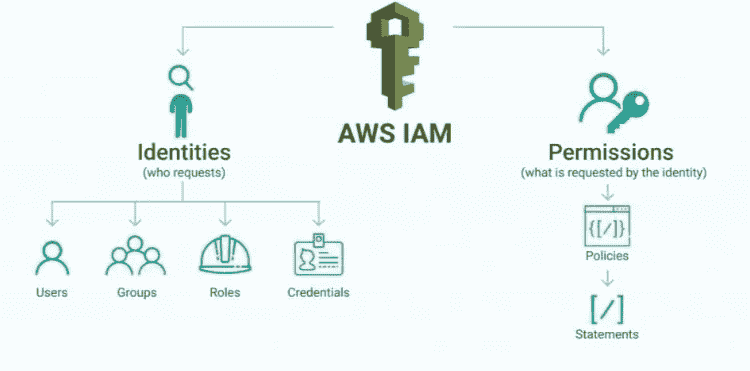 AWS IAM
Identities
(who requests)
Users
Groups
Roles
Credentials
Permissions
(what is requested by the identity)
{[/]}
Policies
[/]
Statements